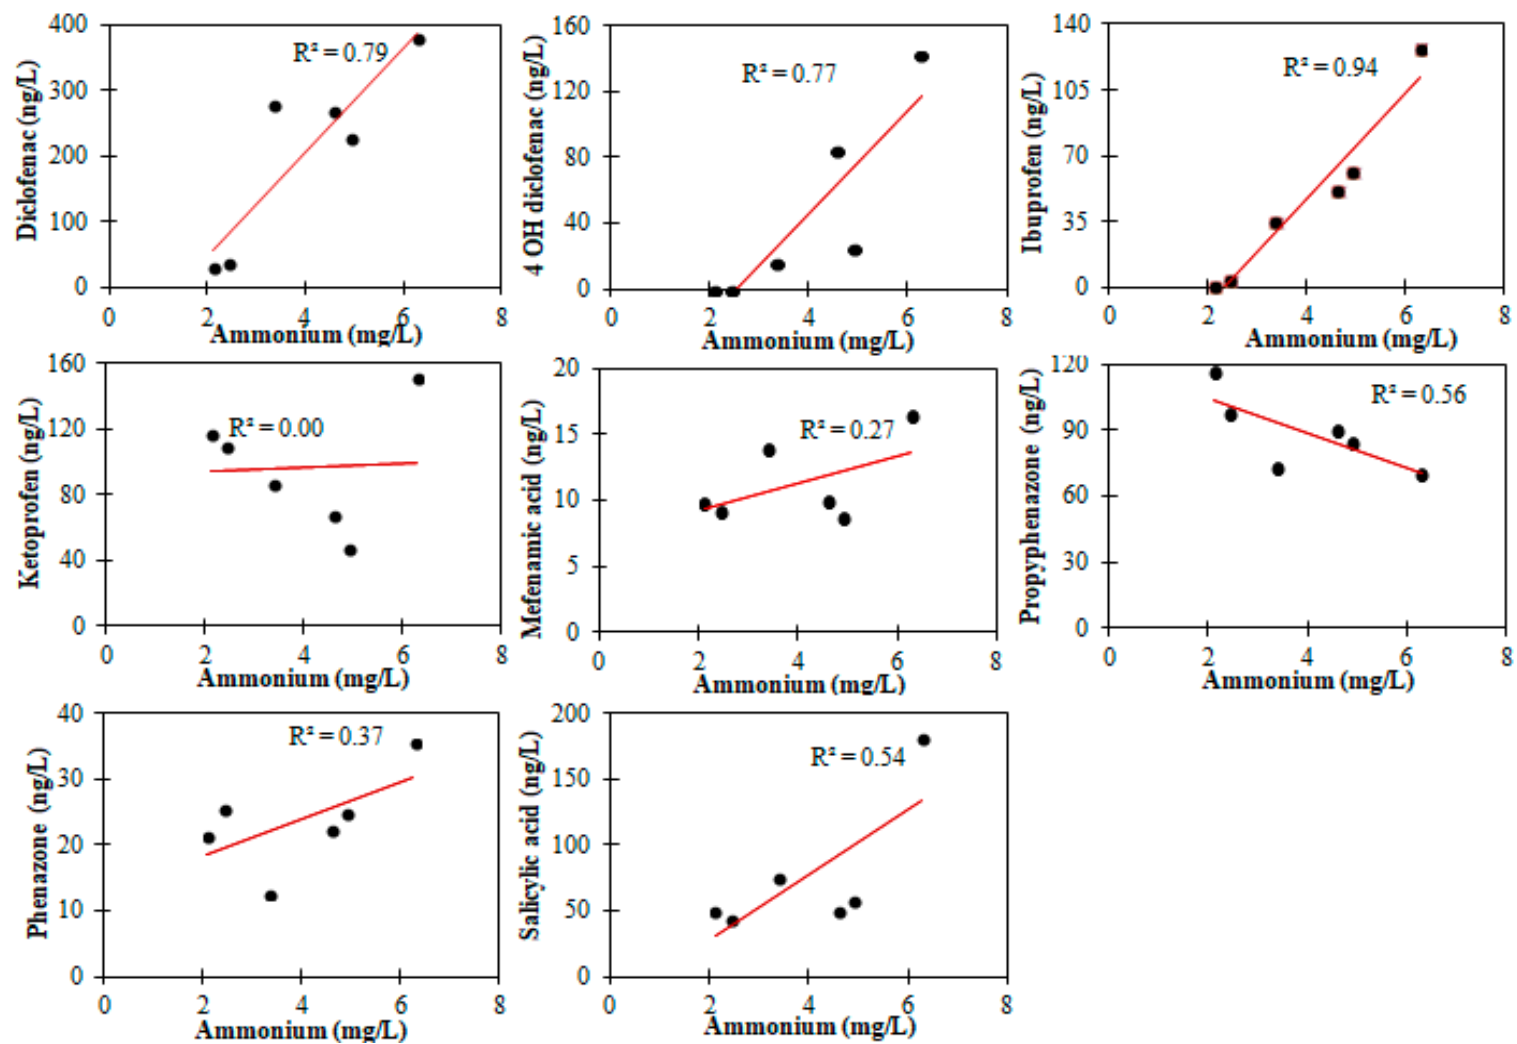 Diclofenac (ng/L)
400
300
200
100
0
R² = 0.79
0 2 4 6 8
Ammonium (mg/L)
4 OH diclofenac (ng/L)
160
120
80
40
0
R² = 0.77
0 2 4 6 8
Ammonium (mg/L)
Ibuprofen (ng/L)
140
105
70
35
0
R² = 0.94
0 2 4 6 8
Ammonium (mg/L)
Ketoprofen (ng/L)
160
120
80
40
0
R² = 0.00
0 2 4 6 8
Ammonium (mg/L)
Mefenamic acid (ng/L)
20
15
10
5
0
R² = 0.27
0 2 4 6 8
Ammonium (mg/L)
Propyphenazone (ng/L)
120
90
60
30
0
R² = 0.56
0 2 4 6 8
Ammonium (mg/L)
Phenazone (ng/L)
40
30
20
10
0
R² = 0.37
0 2 4 6 8
Ammonium (mg/L)
Salicylic acid (ng/L)
200
150
100
50
0
R² = 0.54
0 2 4 6 8
Ammonium (mg/L)